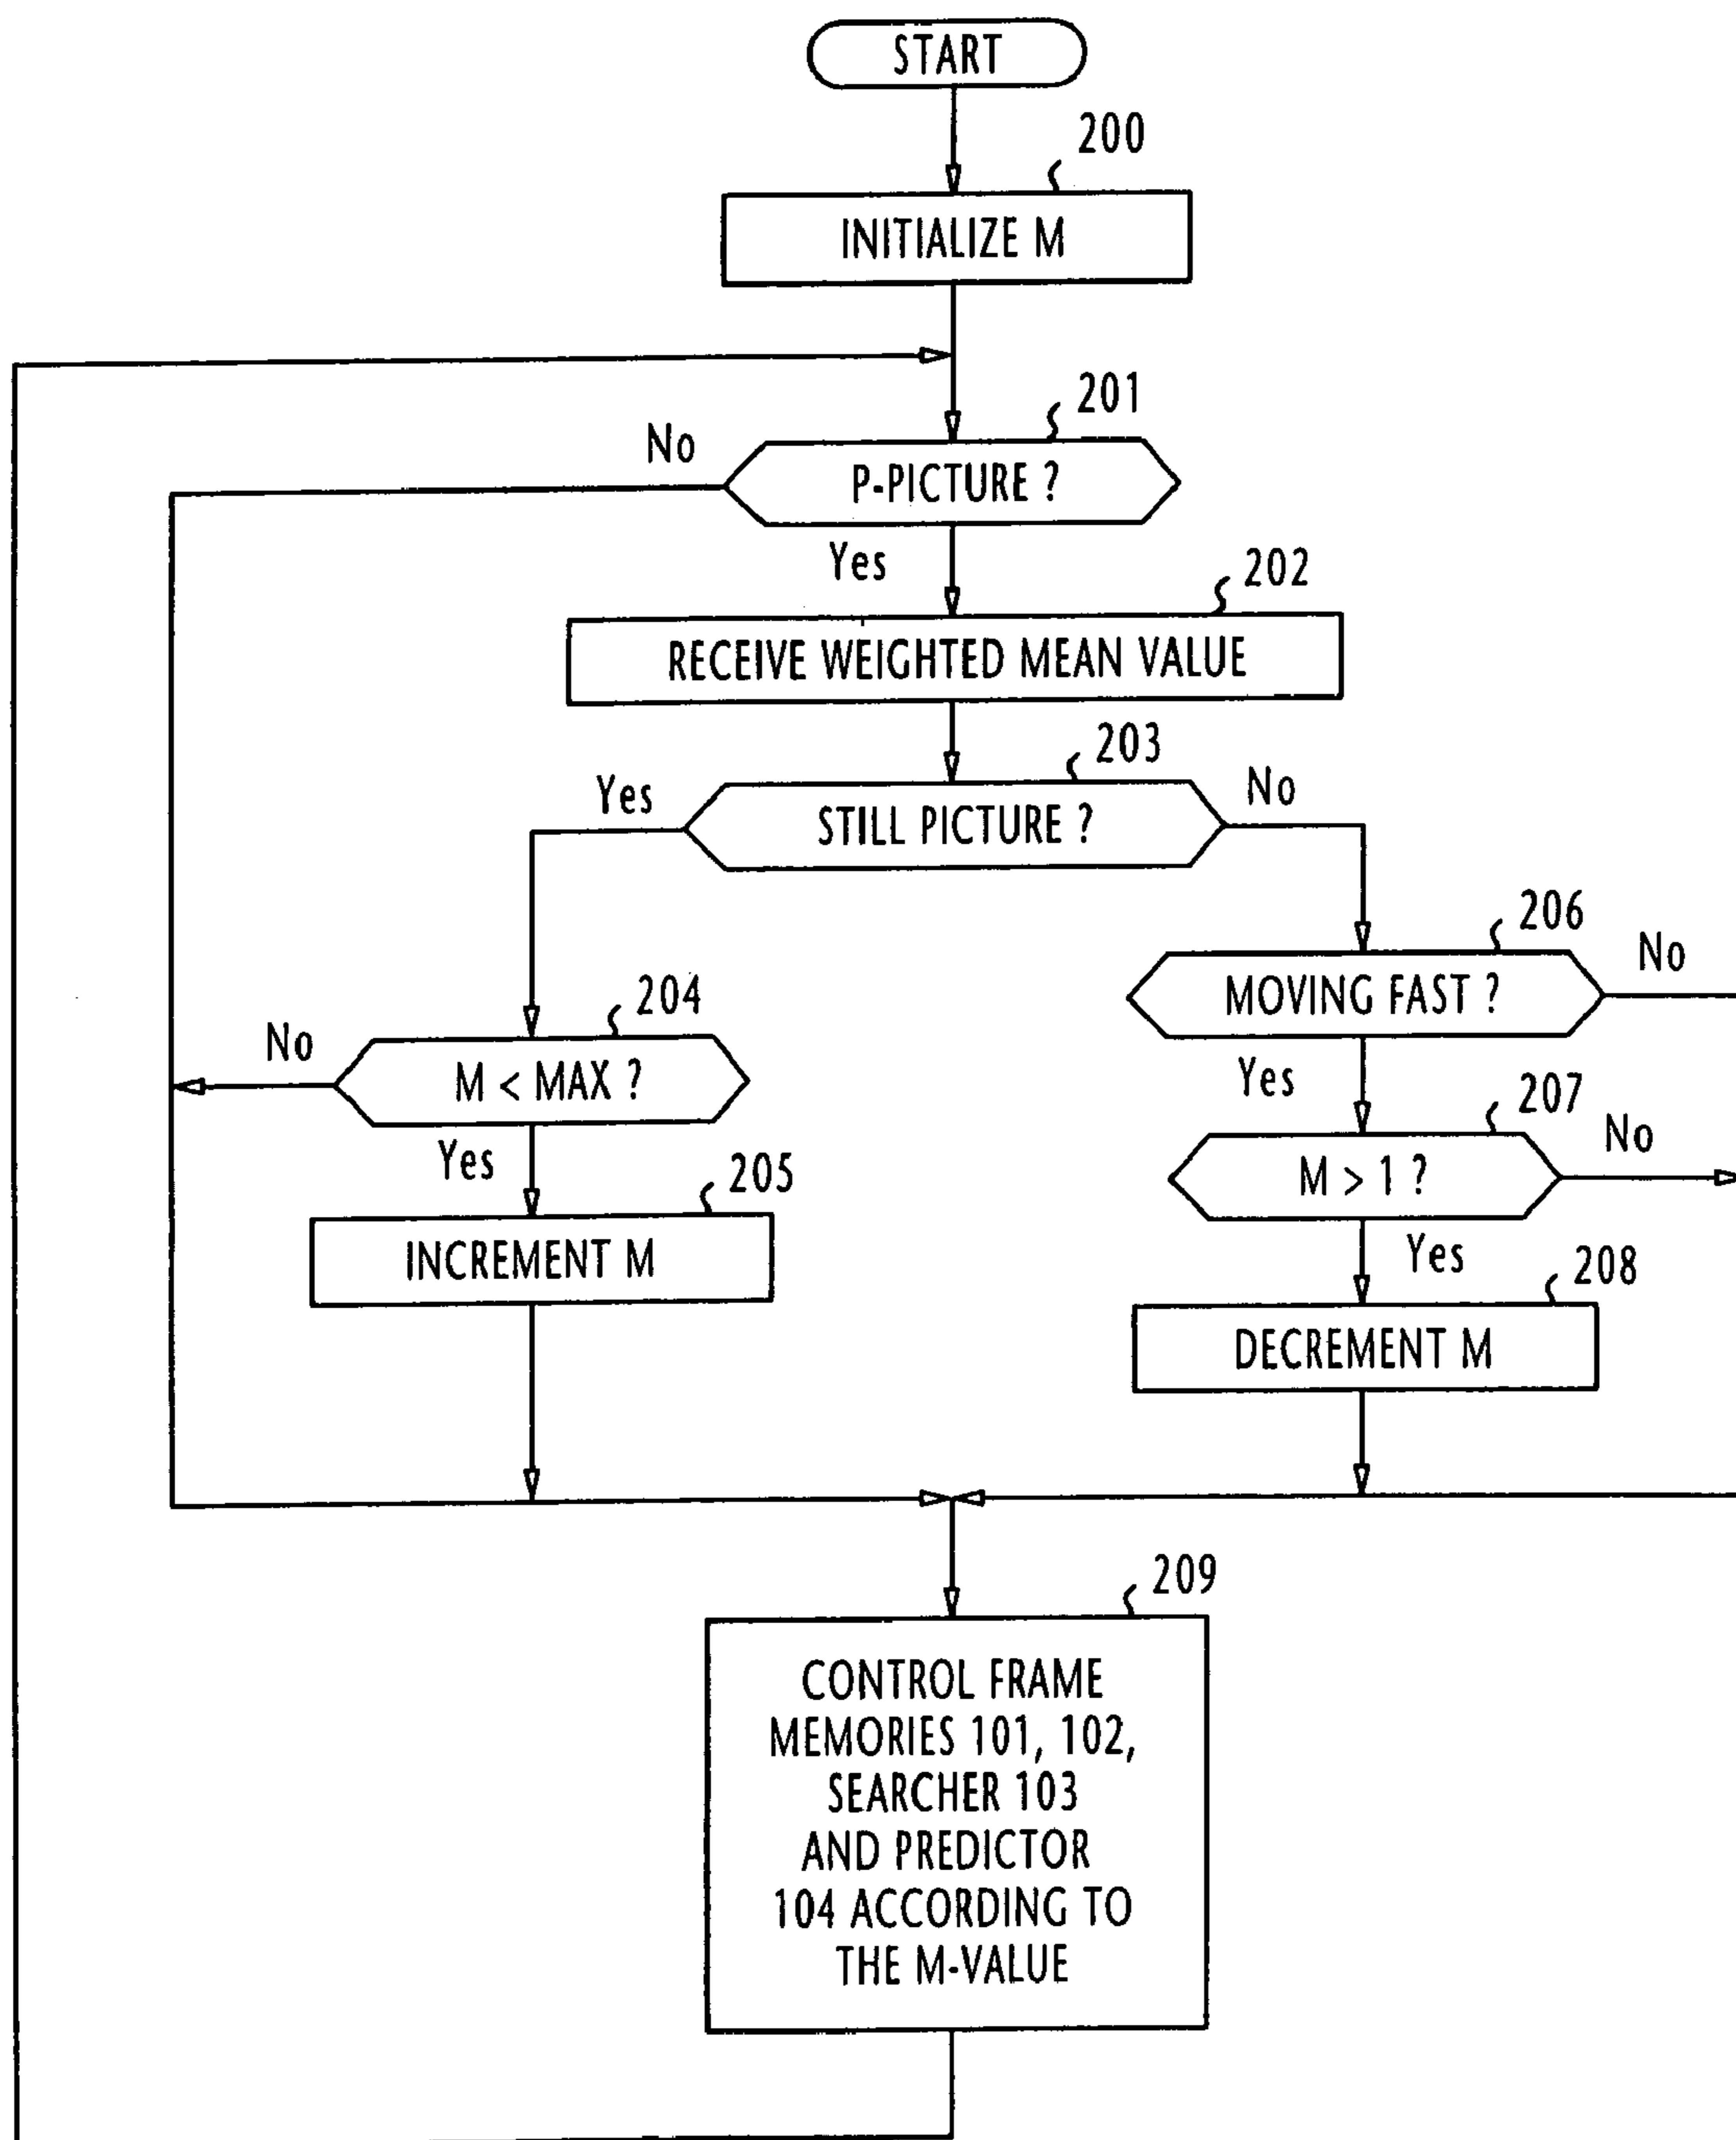 START
200
INITIALIZE M
201
No
P-PICTURE ?
Yes
202
RECEIVE WEIGHTED MEAN VALUE
203
Yes
No
STILL PICTURE ?
206
No
MOVING FAST ?
204
No
M < MAX ?
Yes
Yes
207
No
M > 1 ?
205
INCREMENT M
Yes
208
DECREMENT M
209
CONTROL FRAME
MEMORIES 101, 102,
SEARCHER 103
AND PREDICTOR
104 ACCORDING TO
THE M-VALUE